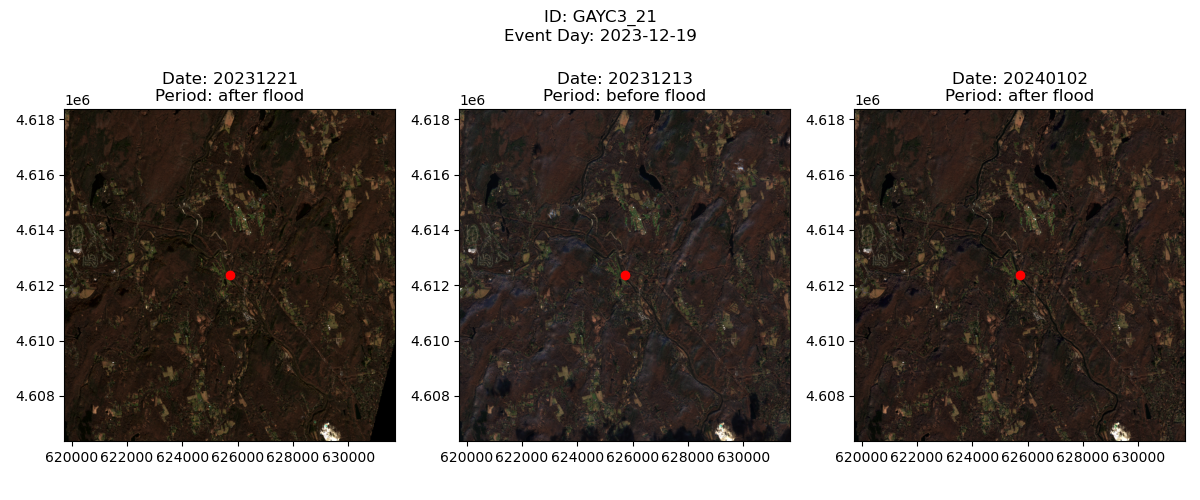 ID: GAYC3_21
Event Day: 2023-12-19
Date: 20231221
Period: after flood
1e6
4.618
4.616
4.614
4.612
4.610
4.608
620000 622000 624000 626000 628000 630000
Date: 20231213
Period: before flood
1e6
4.618
4.616
4.614
4.612
4.610
4.608
620000 622000 624000 626000 628000 630000
Date: 20240102
Period: after flood
1e6
4.618
4.616
4.614
4.612
4.610
4.608
620000 622000 624000 626000 628000 630000